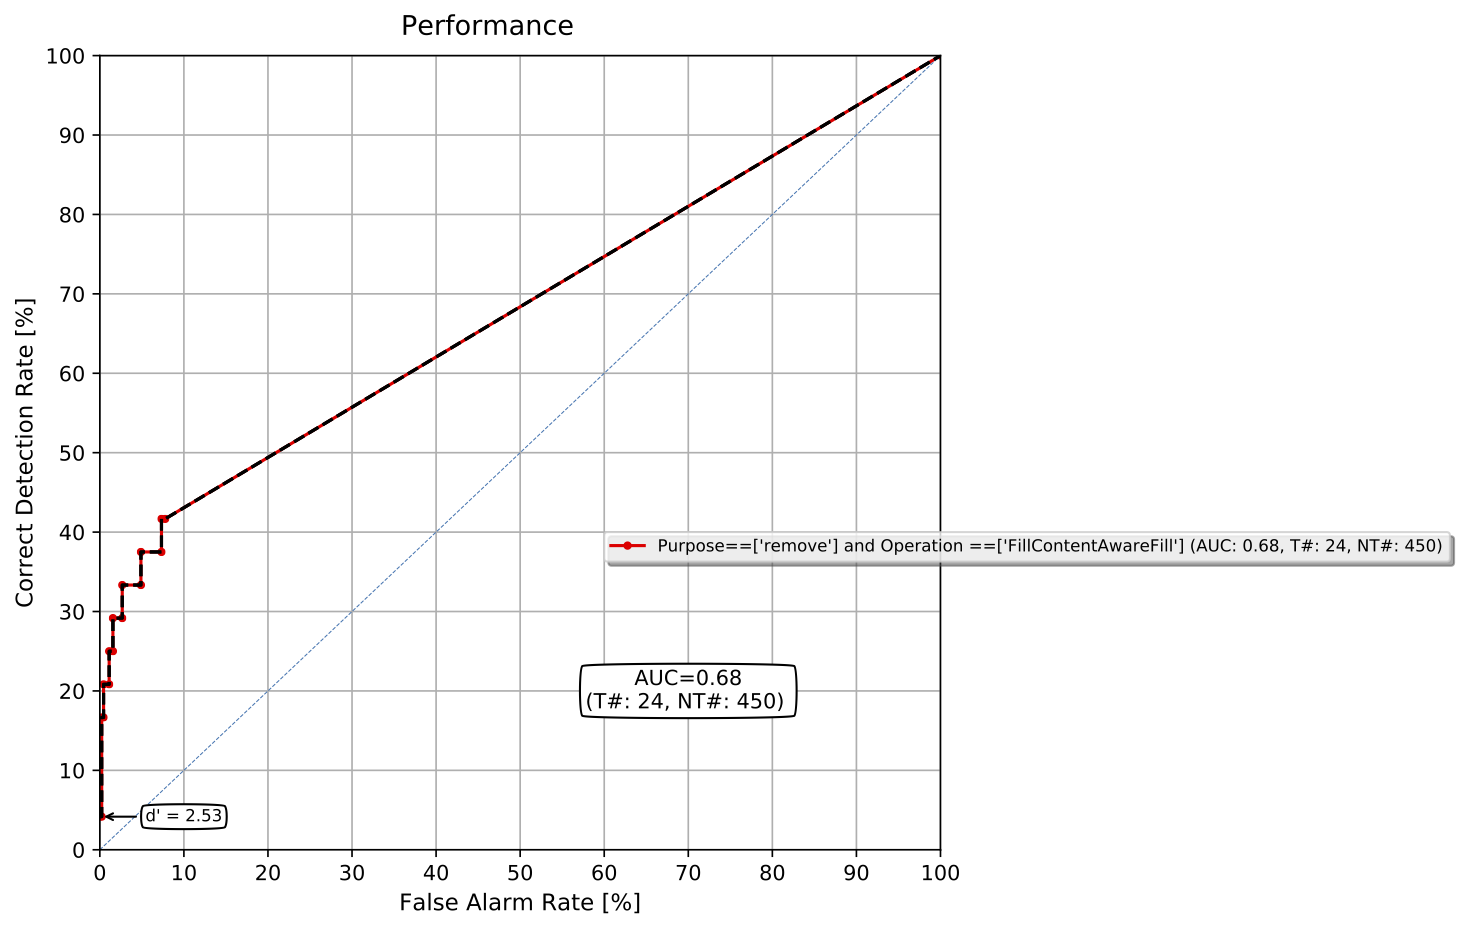 Performance
100
90
80
70
60
50
40
30
20
10
0
Correct Detection Rate [%]
Purpose==['remove'] and Operation ==['FillContentAwareFill'] (AUC: 0.68, T#: 24, NT#: 450)
AUC=0.68
(T#: 24, NT#: 450)
d' = 2.53
0 10 20 30 40 50 60 70 80 90 100
False Alarm Rate [%]